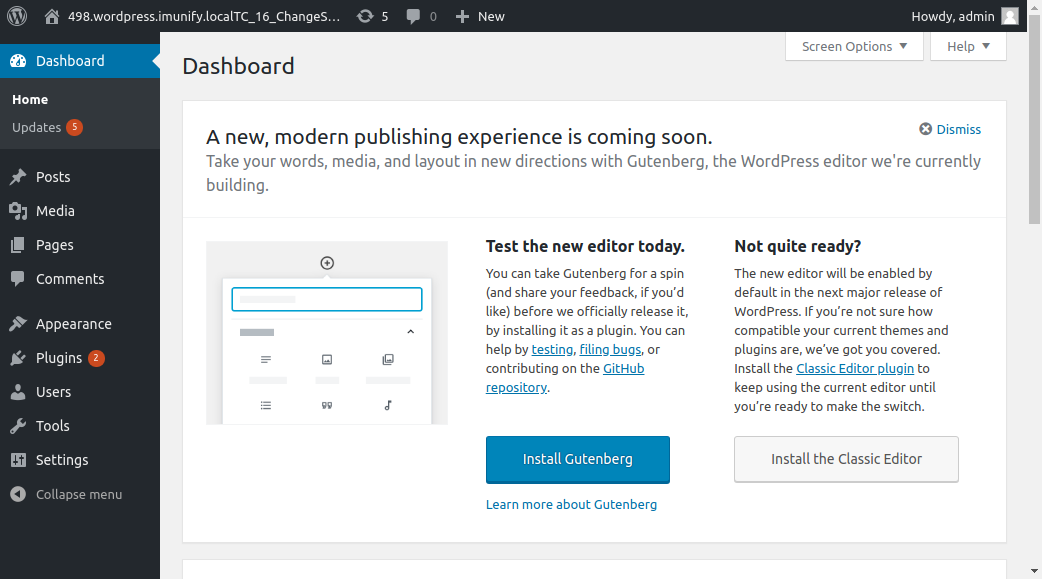 498.wordpress.imunify.localTC_16_ChangeS... 5 0 New Howdy, admin
Dashboard
Home
Updates 5
Posts
Media
Pages
Comments
Appearance
Plugins 2
Users
Tools
Settings
Collapse menu
Screen Options Help
Dashboard
A new, modern publishing experience is coming soon.
Dismiss
Take your words, media, and layout in new directions with Gutenberg, the WordPress editor we're currently
building.
Test the new editor today.
You can take Gutenberg for a spin
(and share your feedback, if you’d
like) before we officially release it,
by installing it as a plugin. You can
help by testing, filing bugs, or
contributing on the GitHub
repository.
Install Gutenberg
Learn more about Gutenberg
Not quite ready?
The new editor will be enabled by
default in the next major release of
WordPress. If you’re not sure how
compatible your current themes and
plugins are, we’ve got you covered.
Install the Classic Editor plugin to
keep using the current editor until
you’re ready to make the switch.
Install the Classic Editor